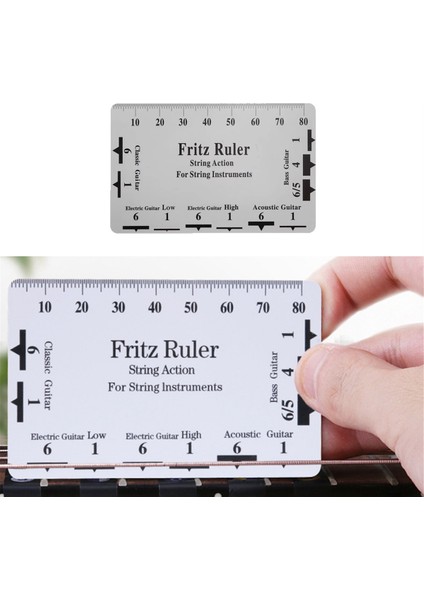 10 20 30 40 50 60 70 80
Fritz Ruler
String Action
For String Instruments
6 Classic Guitar 1
Bass Guitar 1 4 6/5
Electric Guitar Low Electric Guitar High Acoustic Guitar
6 1 6 1 6 1
10 20 30 40 50 60 70 80
Fritz Ruler
String Action
For String Instruments
6 Classic Guitar 1
Bass Guitar 1 4 6/5
Electric Guitar Low Electric Guitar High Acoustic Guitar
6 1 6 1 6 1